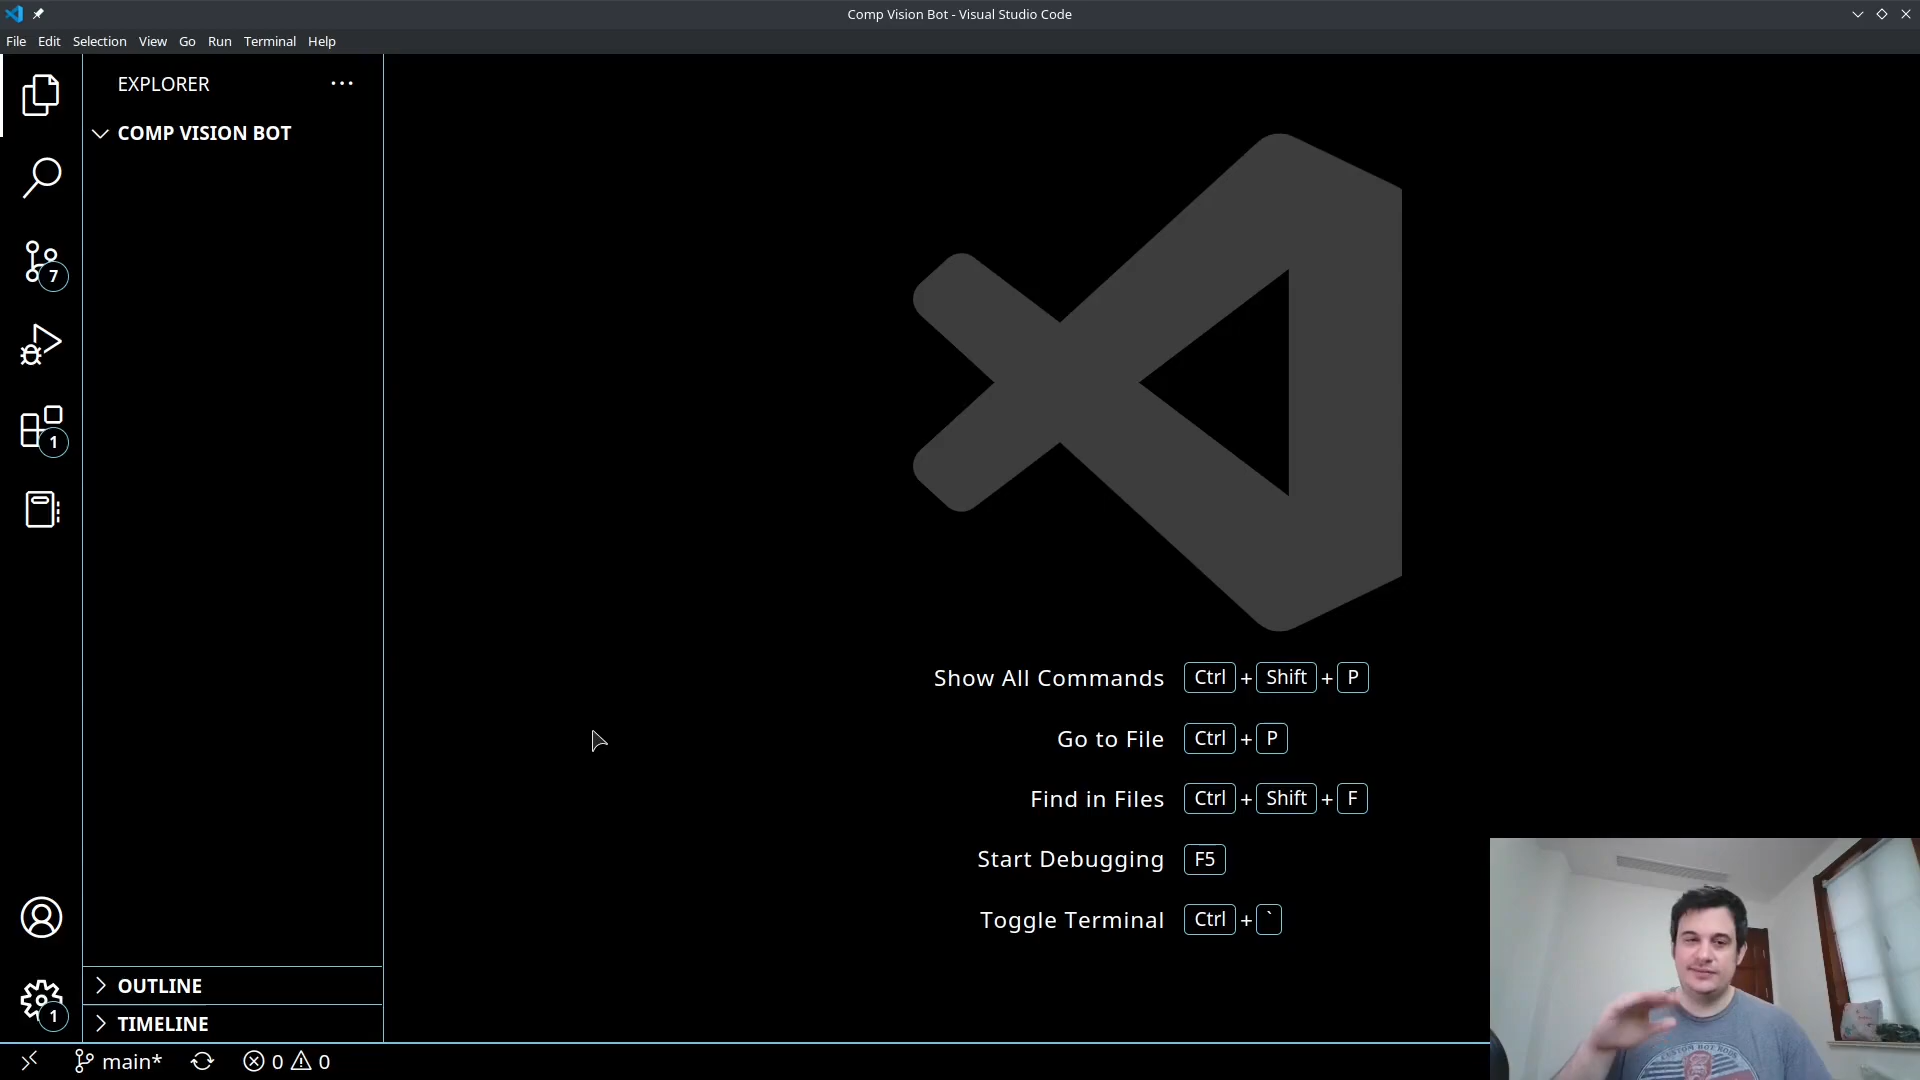 Comp Vision Bot - Visual Studio Code
File Edit Selection View Go Run Terminal Help
EXPLORER
COMP VISION BOT
7
1
Show All Commands Ctrl + Shift + P
Go to File Ctrl + P
Find in Files Ctrl + Shift + F
Start Debugging F5
Toggle Terminal Ctrl + `
OUTLINE
1
TIMELINE
main* 0 0